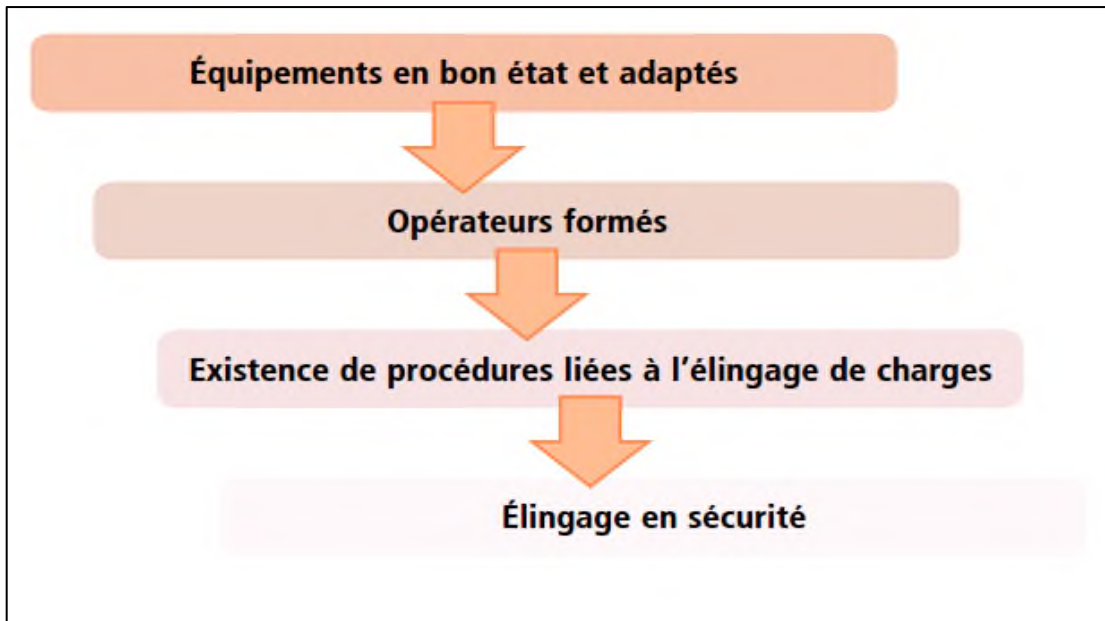 Équipements en bon état et adaptés
Opérateurs formés
Existence de procédures liées à l’élingage de charges
Élingage en sécurité